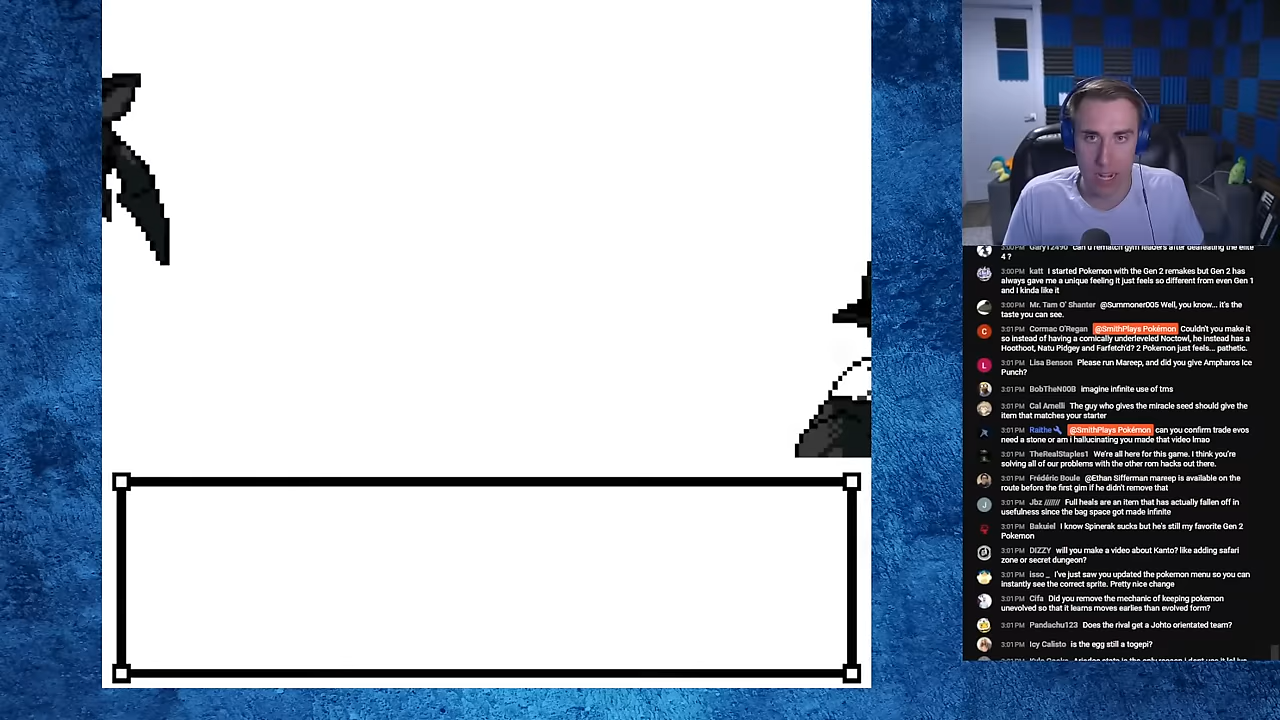 3:00PM Gary12490 can u rematch gym leaders after deafeating the elite
4 ?
3:00PM katt I started Pokemon with the Gen 2 remakes but Gen 2 has
always gave me a unique feeling it just feels so different from even Gen 1
and I kinda like it
3:00PM Mr. Tam O' Shanter @Summoner005 Well, you know... it's the
taste you can see.
3:01PM Cormac O'Regan @SmithPlays Pokémon Couldn't you make it
so instead of having a comically underleveled Noctowl, he instead has a
Hoothoot, Natu Pidgey and Farfetch'd? 2 Pokemon just feels... pathetic.
3:01PM Lisa Benson Please run Mareep, and did you give Ampharos Ice
Punch?
3:01PM BobTheN00B imagine infinite use of tms
3:01PM Cal Amelli The guy who gives the miracle seed should give the
item that matches your starter
3:01PM Raithe @SmithPlays Pokémon can you confirm trade evos
need a stone or am i hallucinating you made that video lmao
3:01PM TheRealStaples1 We're all here for this game. I think you're
solving all of our problems with the other rom hacks out there.
3:01PM Frédéric Boule @Ethan Sifferman mareep is available on the
route before the first gim if he didn't remove that
3:01PM Jbz /////// Full heals are an item that has actually fallen off in
usefulness since the bag space got made infinite
3:01PM Bakuiel I know Spinerak sucks but he's still my favorite Gen 2
Pokemon
3:01PM DIZZY will you make a video about Kanto? like adding safari
zone or secret dungeon?
3:01PM isso _ I've just saw you updated the pokemon menu so you can
instantly see the correct sprite. Pretty nice change
3:01PM Cifa Did you remove the mechanic of keeping pokemon
unevolved so that it learns moves earlies than evolved form?
3:01PM Pandachu123 Does the rival get a Johto orientated team?
3:01PM Icy Calisto is the egg still a togepi?